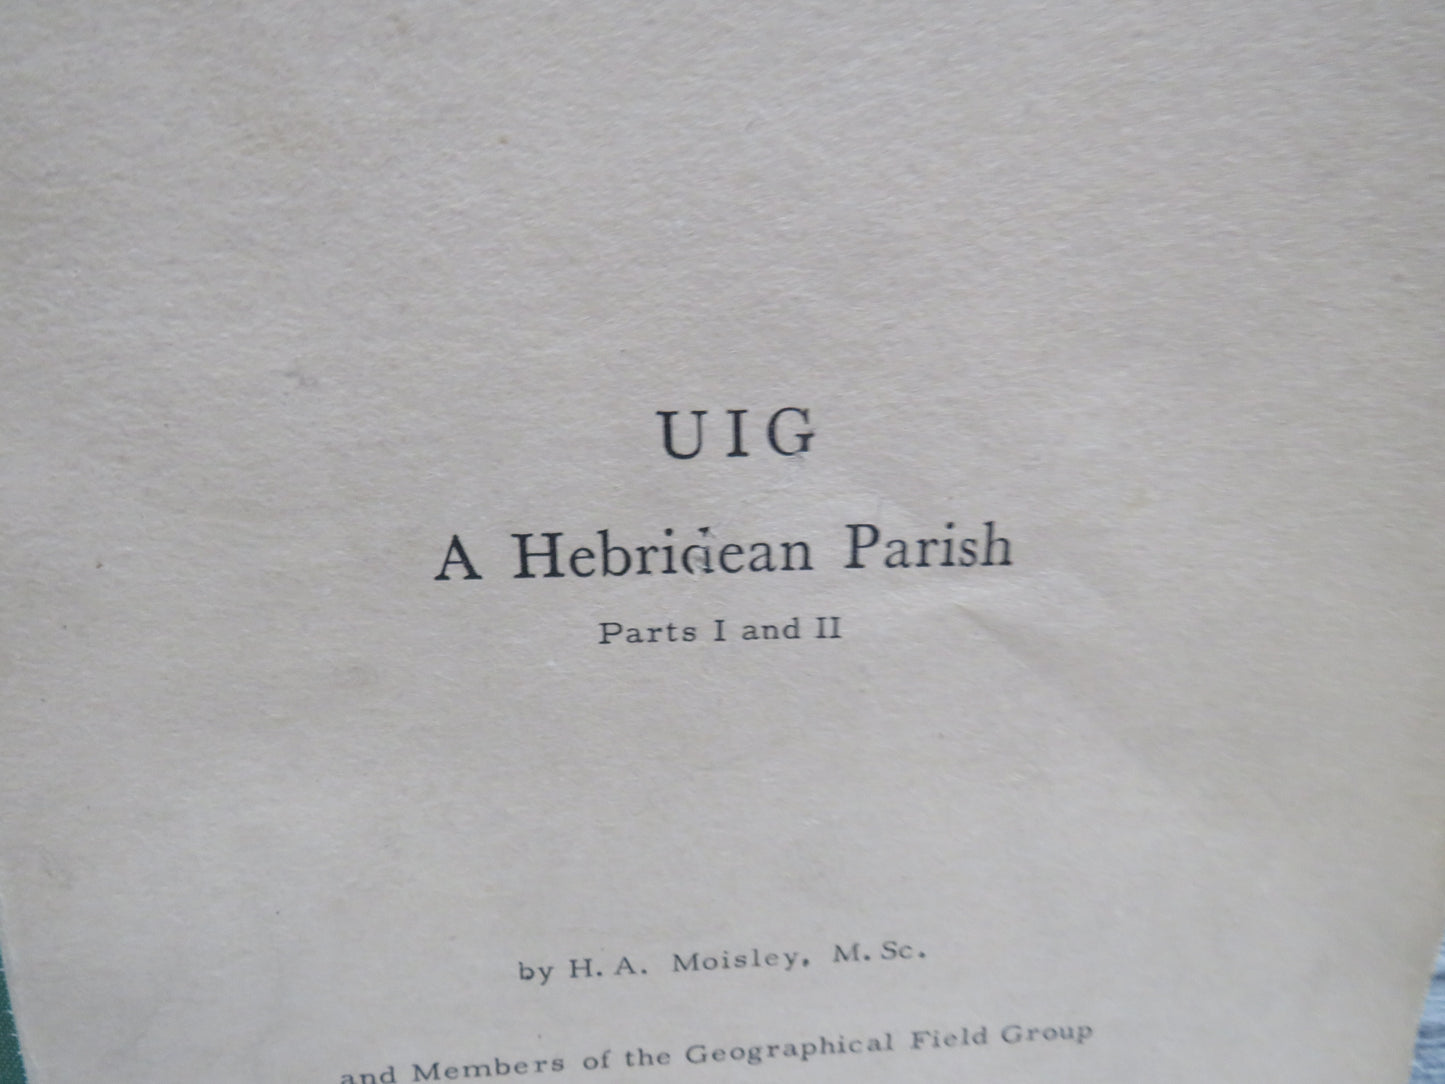 UIG
A Hebridean Parish
Parts I and II
by H. A. Moisley, M. Sc.
and Members of the Geographical Field Group